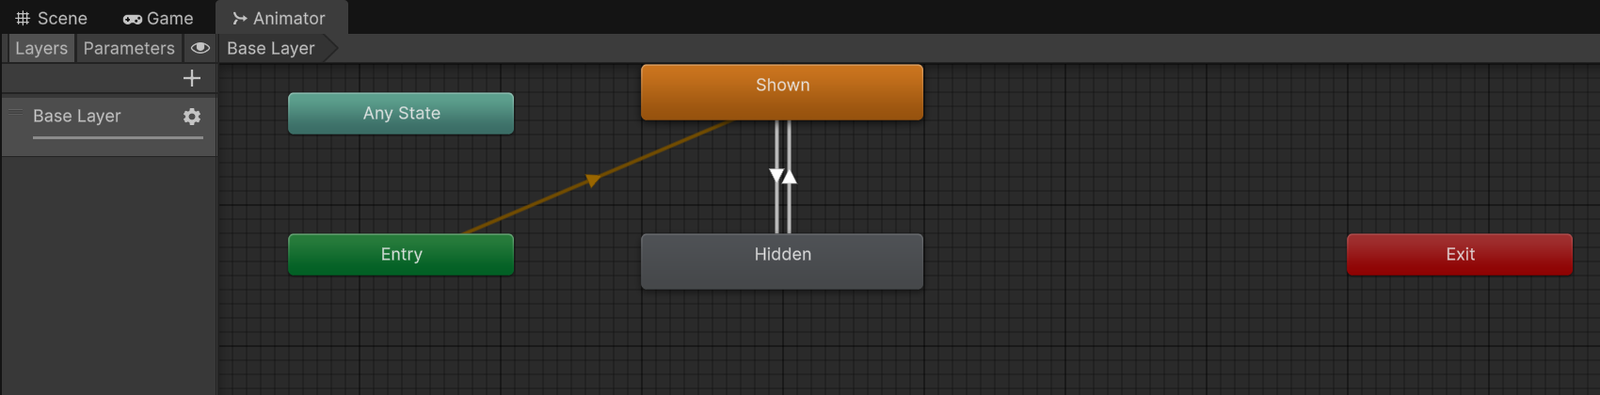 Scene Game Animator
Layers Parameters Base Layer
Base Layer
Shown
Any State
Entry
Hidden
Exit